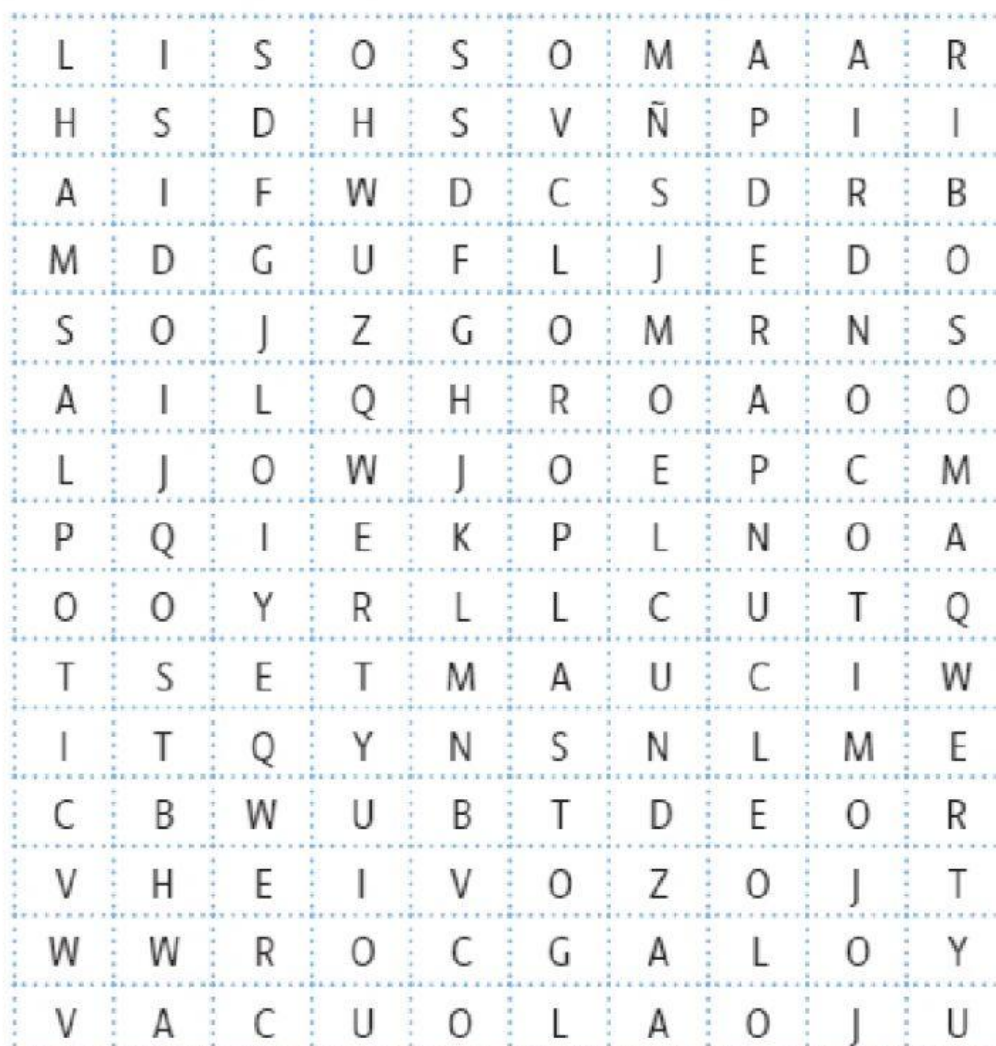 L I S O S O M A A R
H S D H S V Ñ P I I
A I F W D C S D R B
M D G U F L J E D O
S O J Z G O M R N S
A I L Q H R O A O O
L J O W J O E P C M
P Q I E K P L N O A
O O Y R L L C U T Q
T S E T M A U C I W
I T Q Y N S N L M E
C B W U B T D E O R
V H E I V O Z O J T
W W R O C G A L O Y
V A C U O L A O J U